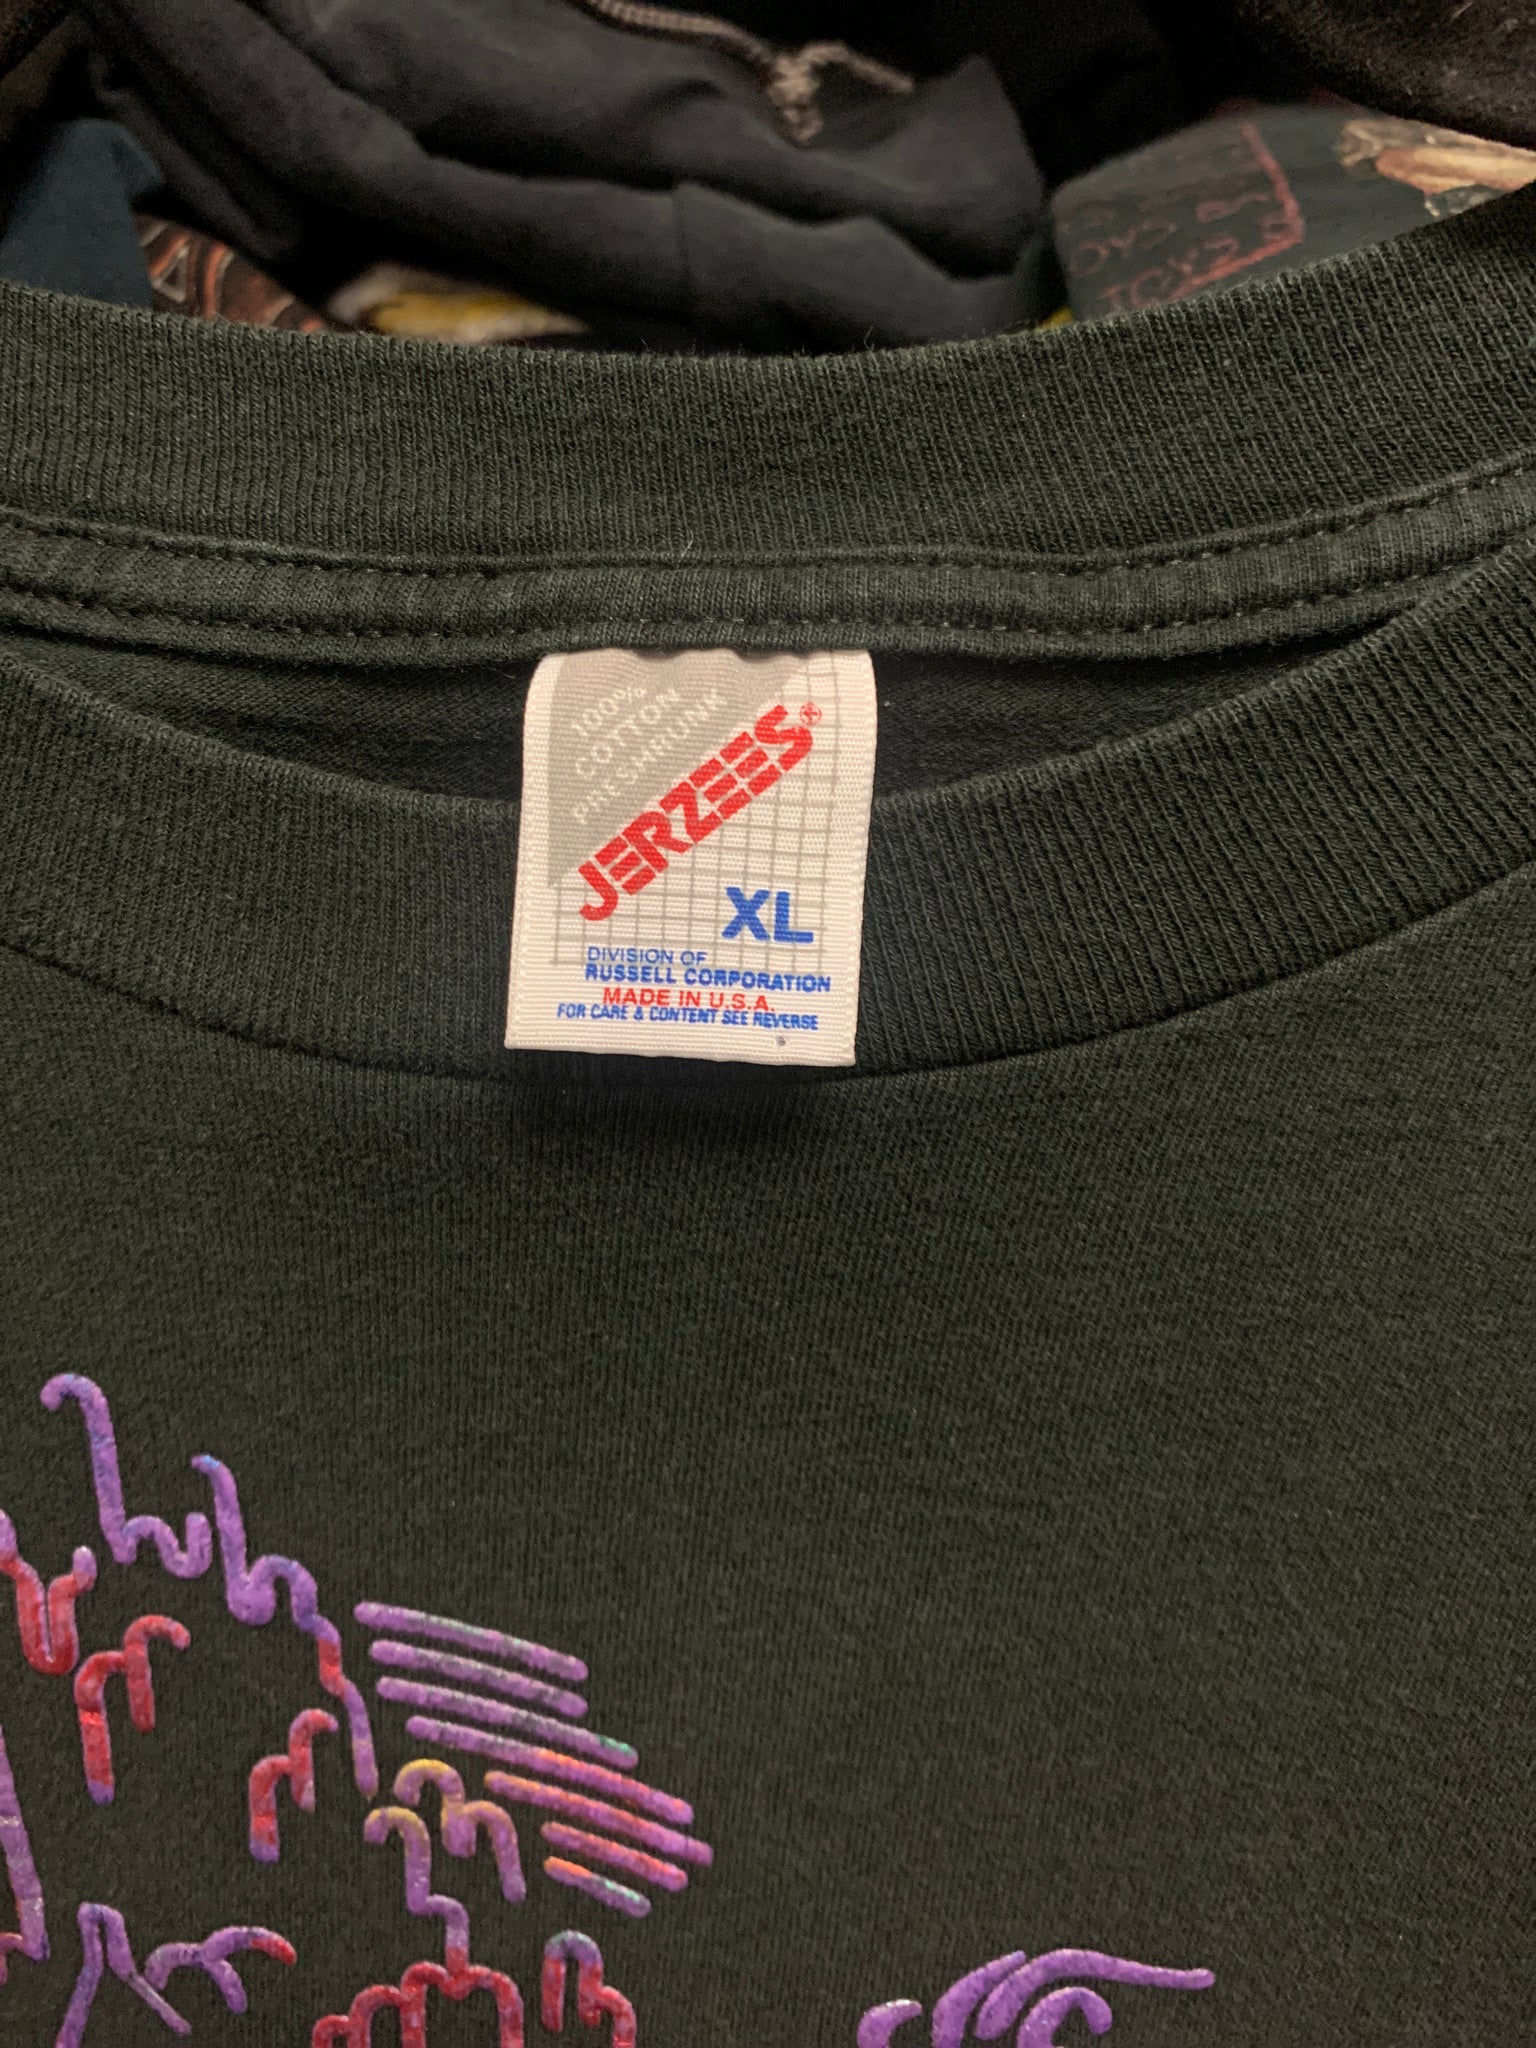 100%
COTTON
PRESHRUNK
JERZEES®
XL
DIVISION OF
RUSSELL CORPORATION
MADE IN U.S.A.
FOR CARE & CONTENT SEE REVERSE